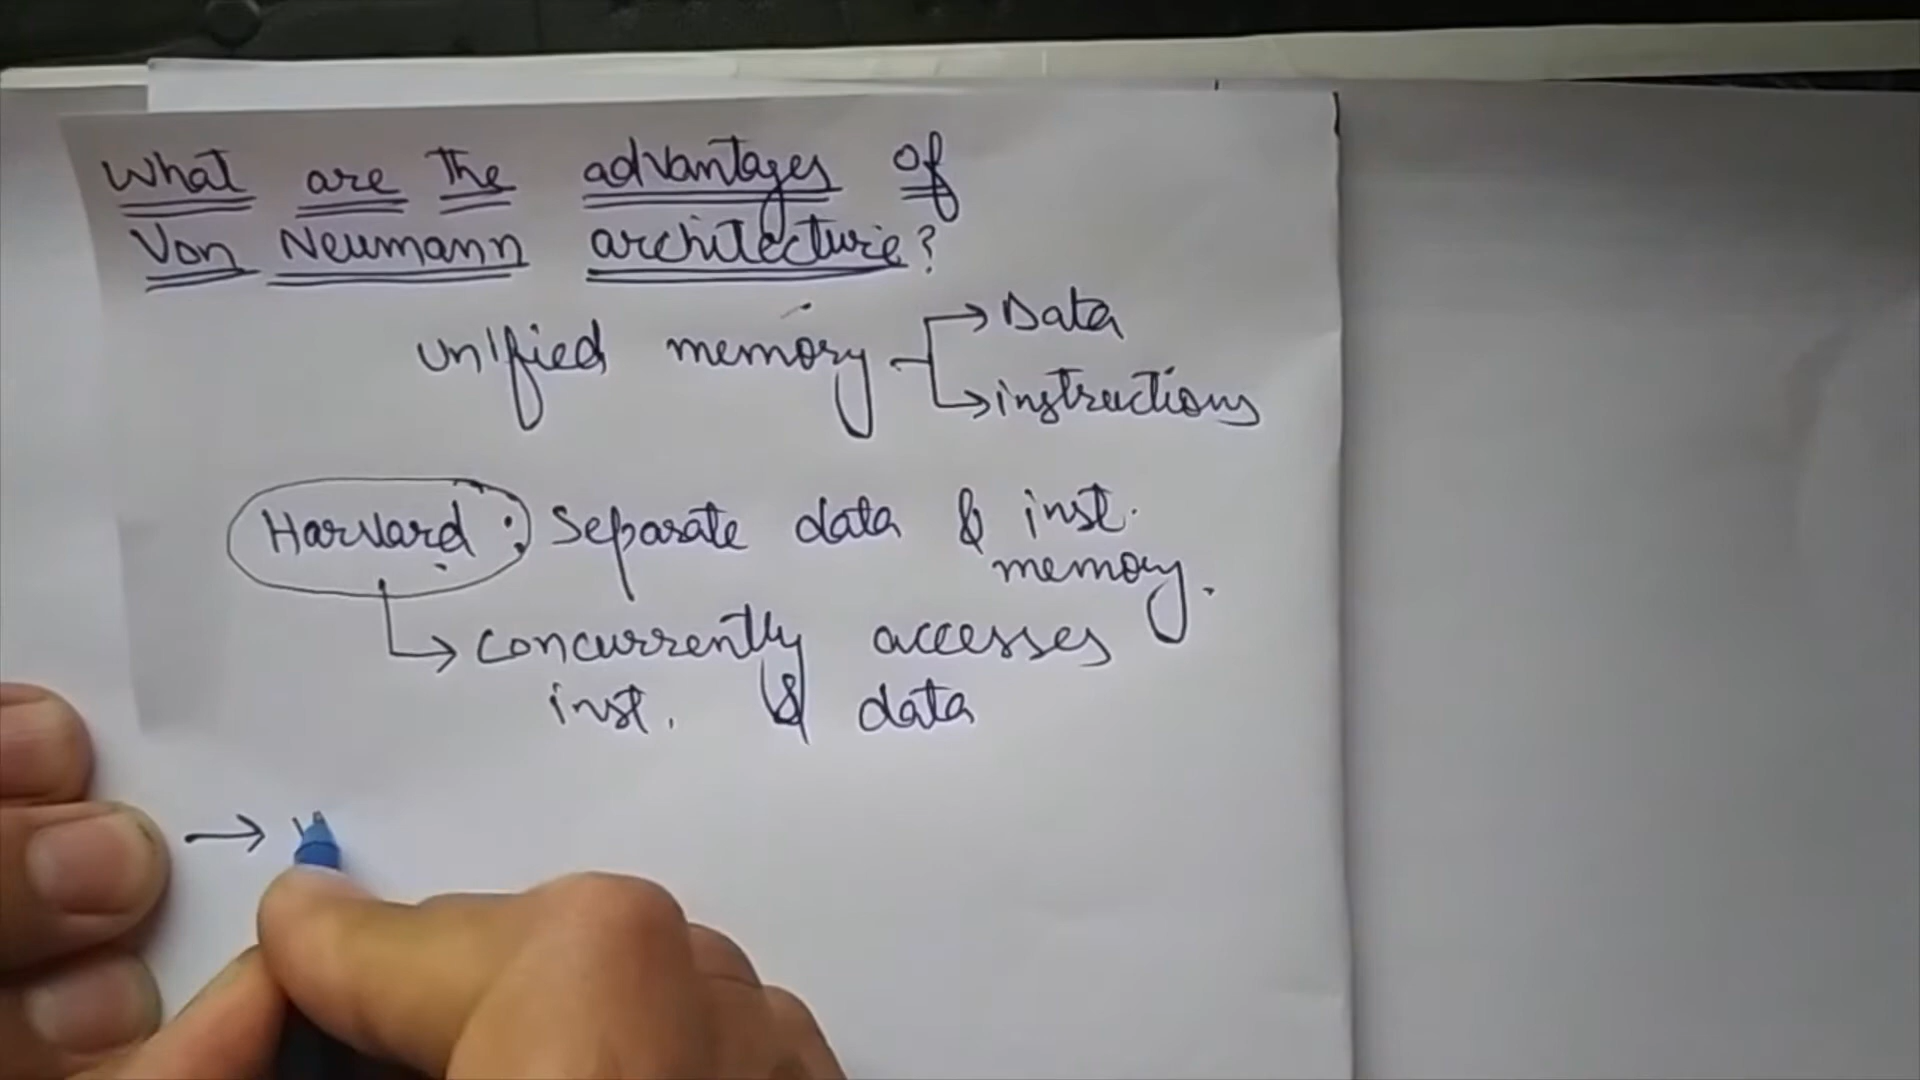 What are the advantages of
Von Neumann architecture?
unified memory → Data
→ instructions
Harvard : Separate data & inst.
memory.
→ concurrently accesses
inst. & data
→